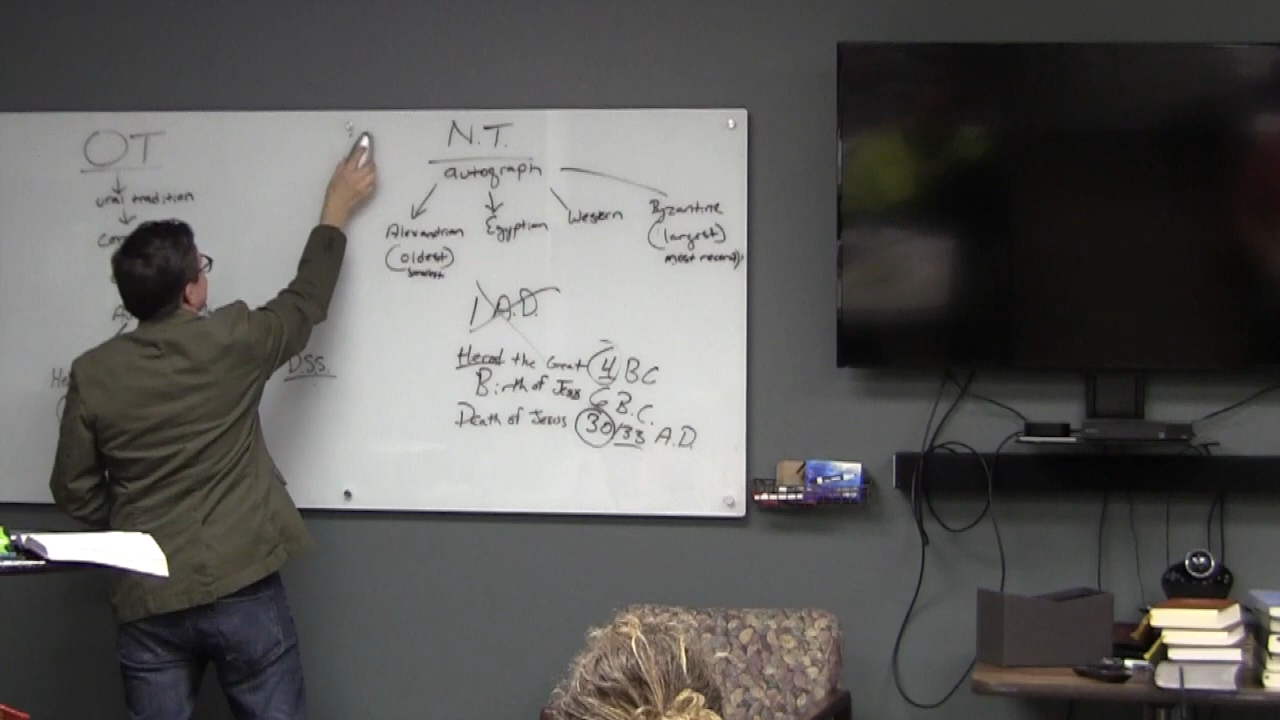 OT
oral tradition
D.S.S.
N.T.
autograph
Alexandrian
(oldest)
smallest
Egyptian
Western
Byzantine
(largest)
most recent)
1 A.D.
Herod the Great 4 BC
Birth of Jesus 6 B.C.
Death of Jesus 30/33 A.D.